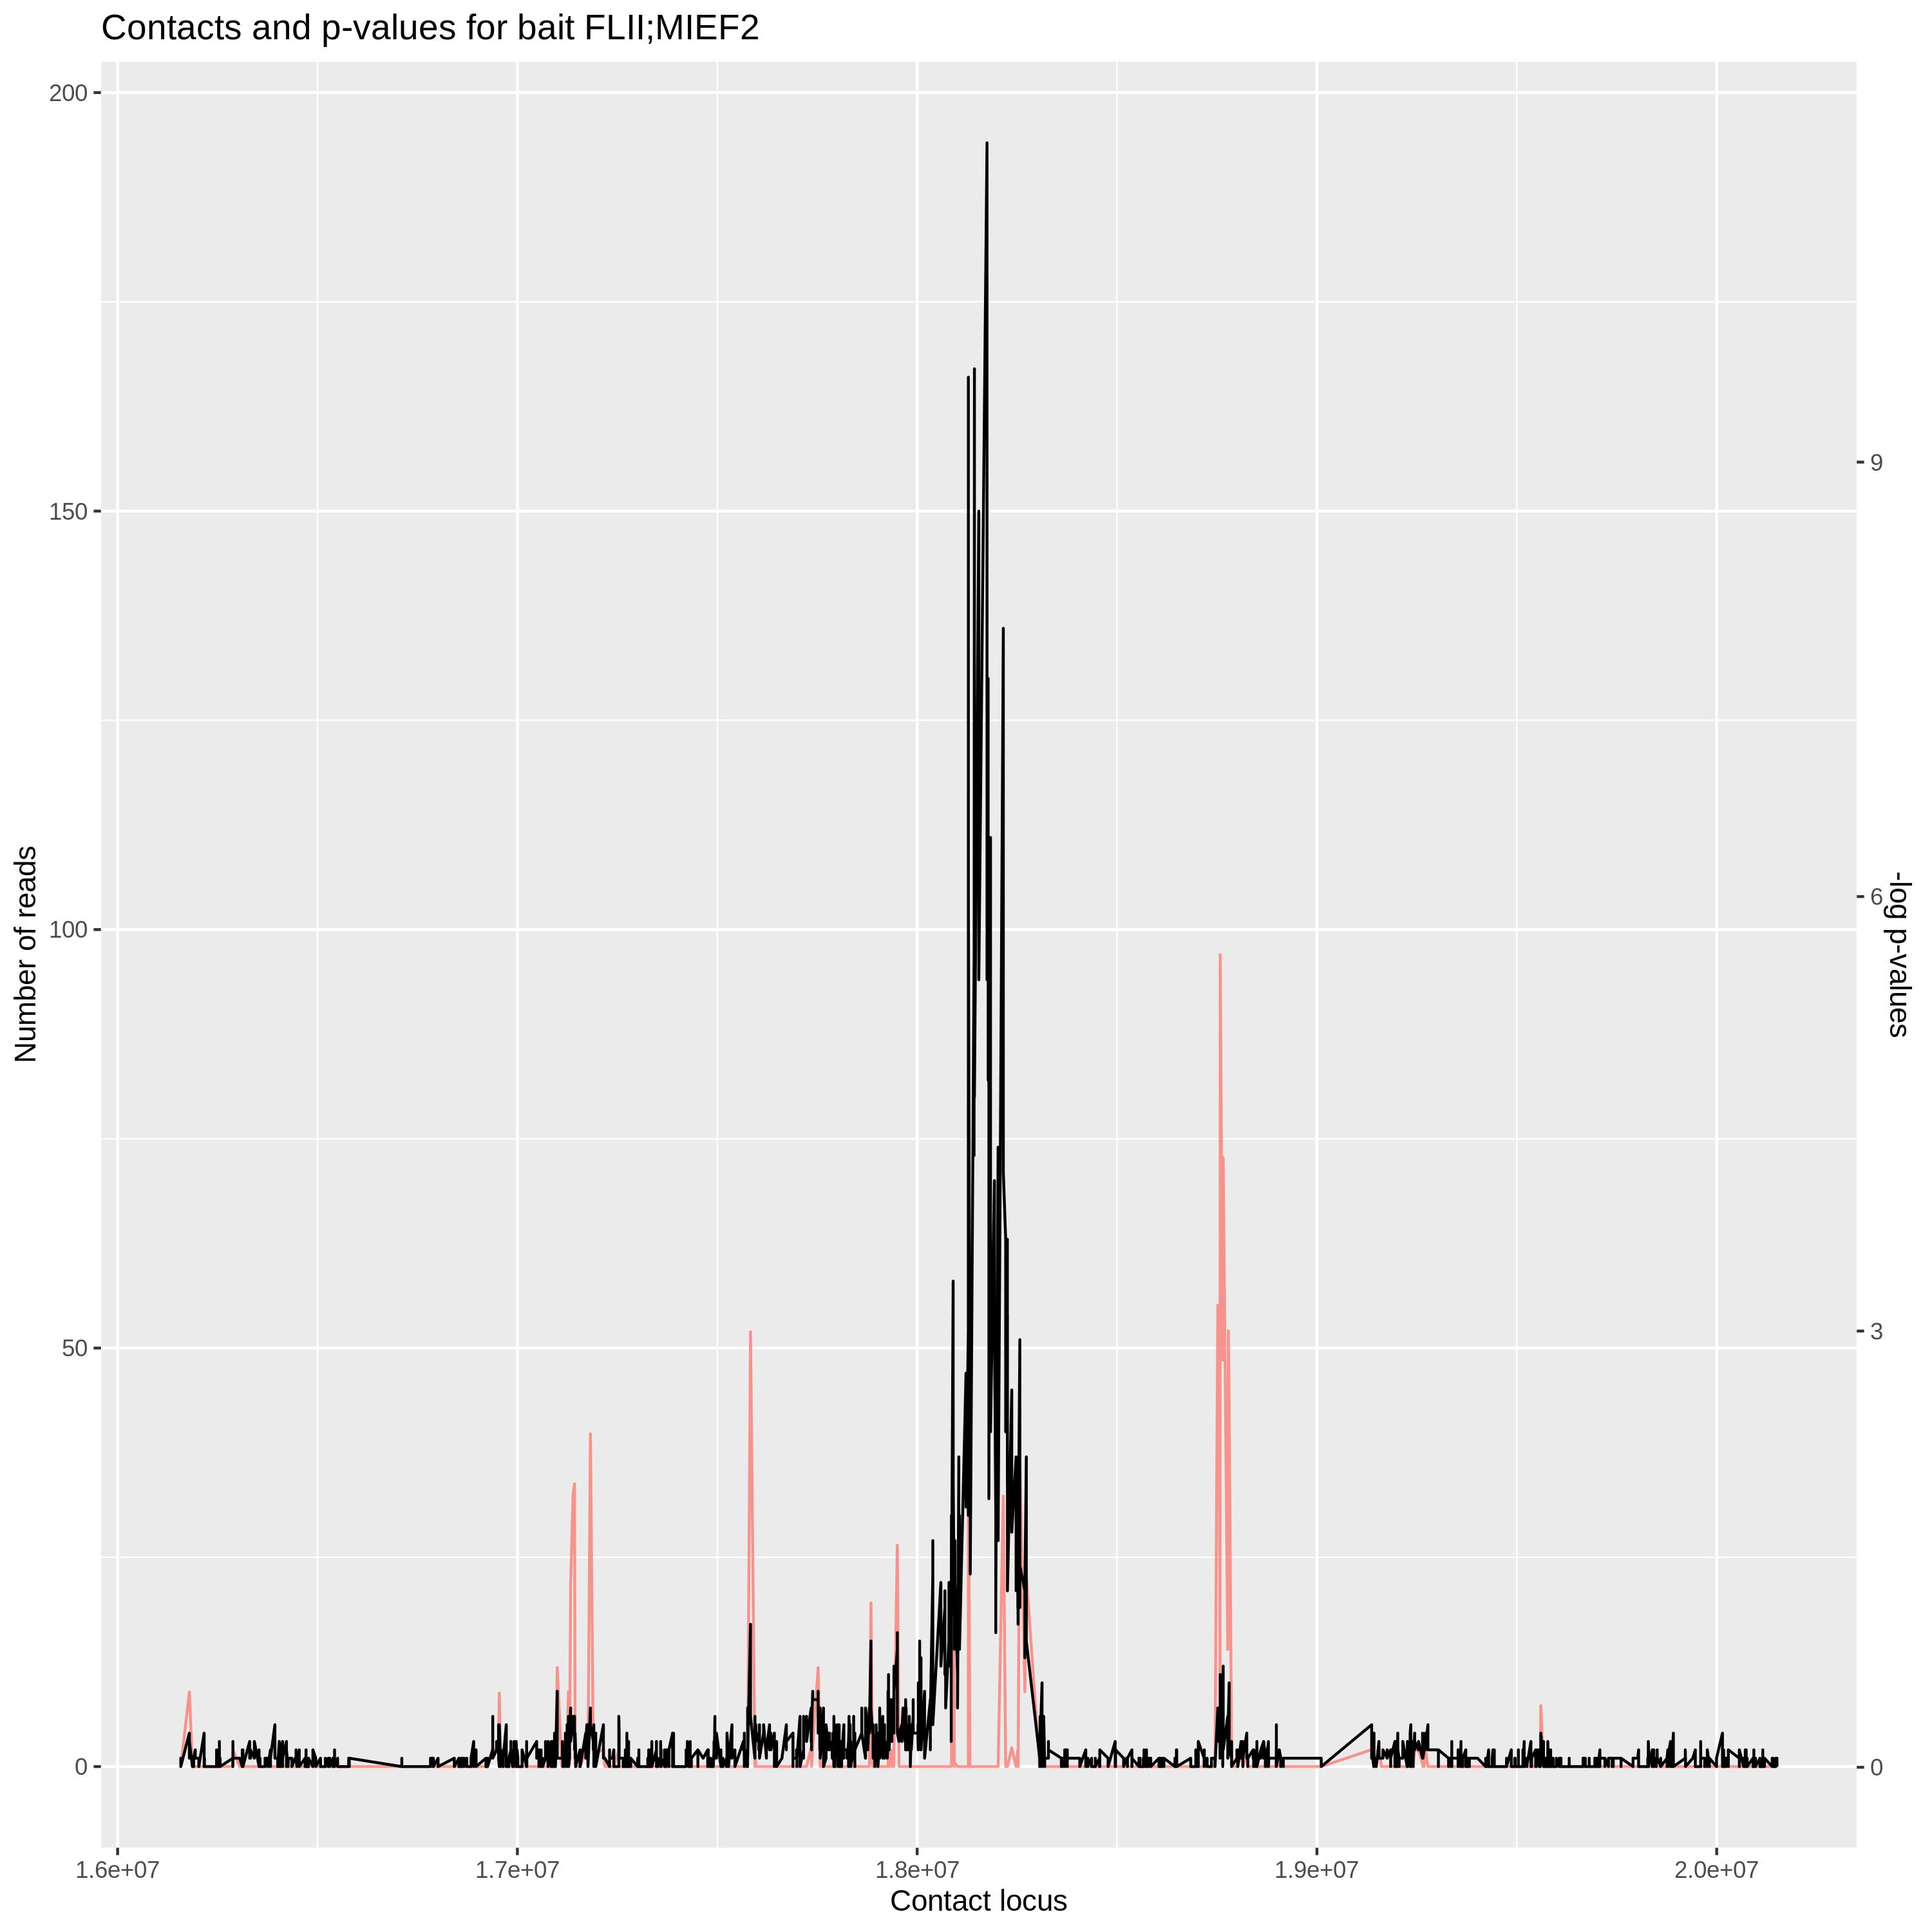 Contacts and p-values for bait FLII;MIEF2
200
150
100
50
0
Number of reads
9
6
3
0
-log p-values
1.6e+07
1.7e+07
1.8e+07
1.9e+07
2.0e+07
Contact locus